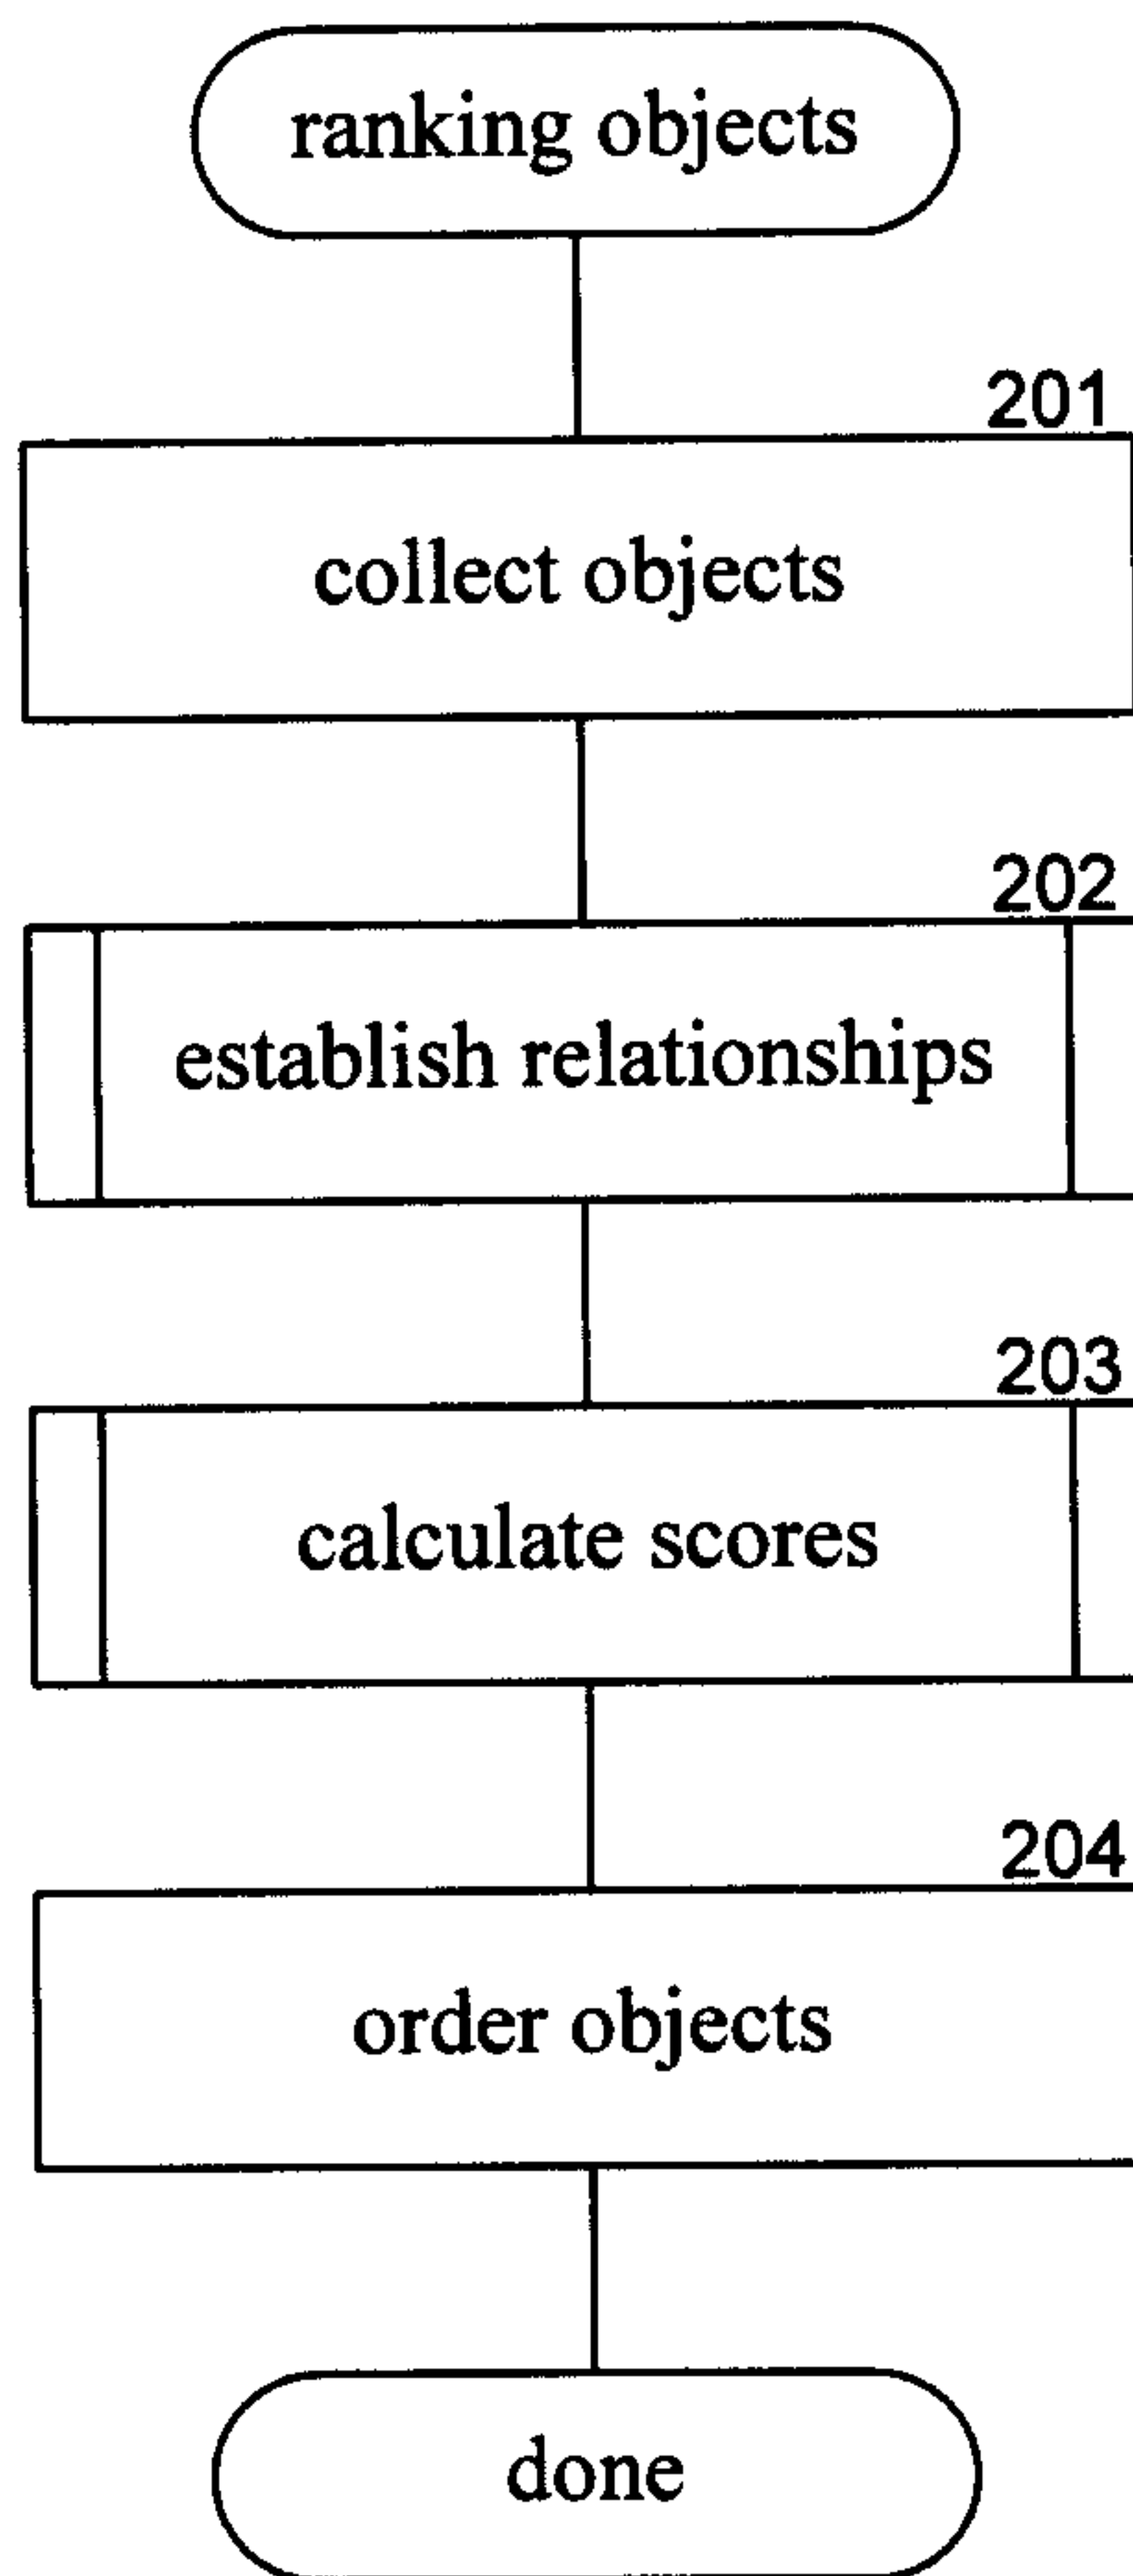 ranking objects
201
collect objects
202
establish relationships
203
calculate scores
204
order objects
done